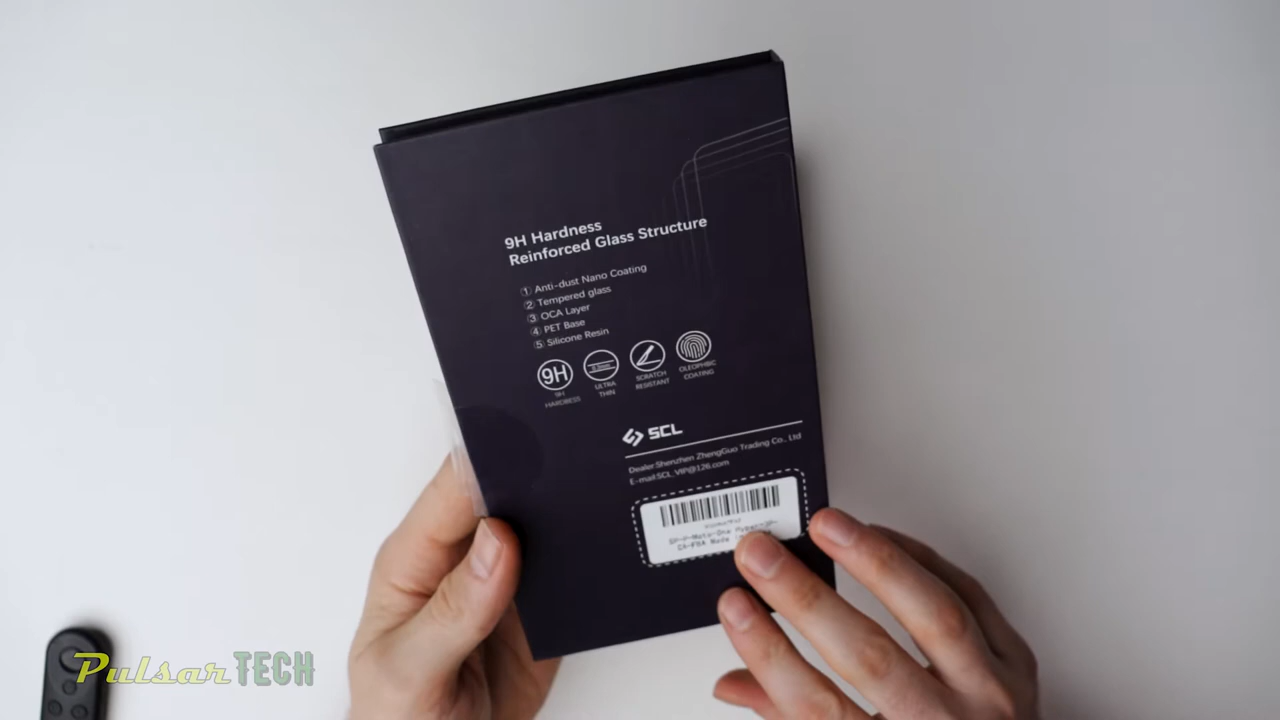 9H Hardness
Reinforced Glass Structure
① Anti-dust Nano Coating
② Tempered glass
③ OCA Layer
④ PET Base
⑤ Silicone Resin
9H
9H
HARDNESS
ULTRA
THIN
SCRATCH
RESISTANT
OLEOPHBIC
COATING
SCL
Dealer:Shenzhen ZhengGuo Trading Co., Ltd
E-mail:SCL_VIP@126.com
Made
PulsarTECH